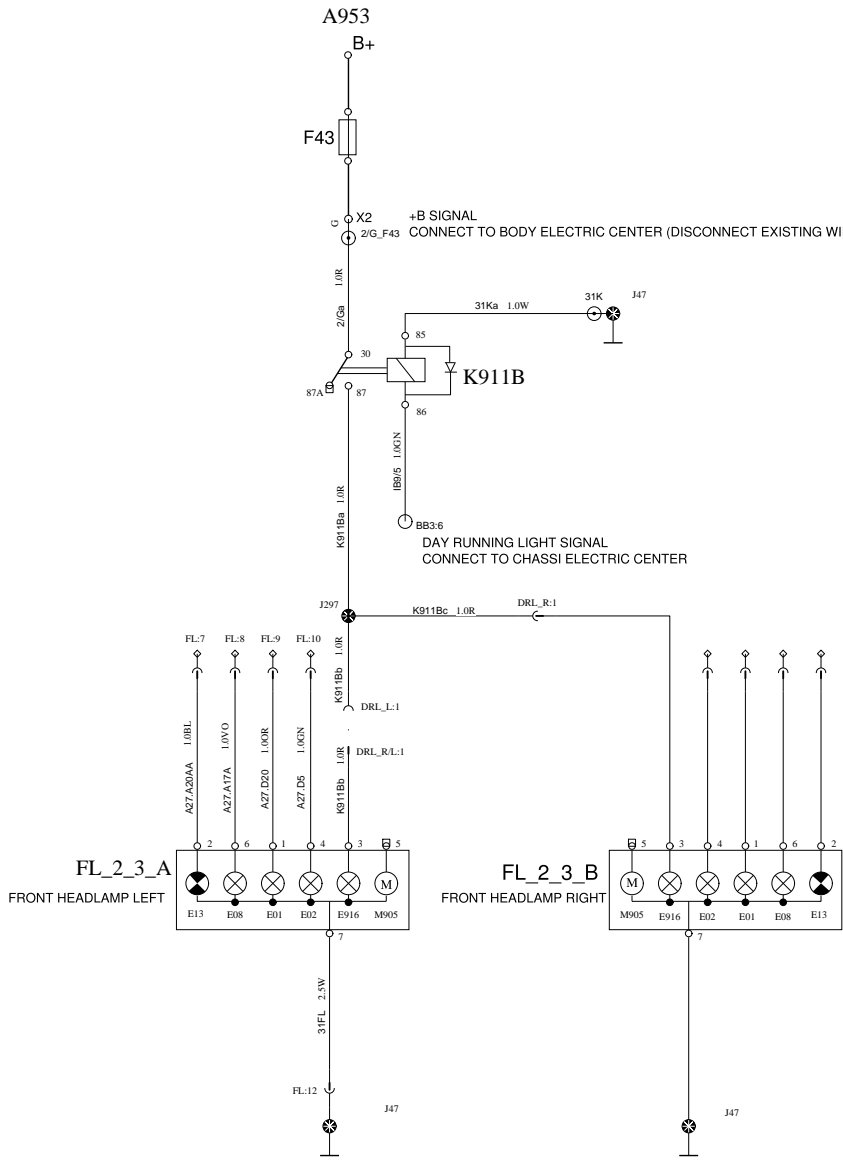 A953
B+
F43
X2
G
2/G_F43
+B SIGNAL
CONNECT TO BODY ELECTRIC CENTER (DISCONNECT EXISTING WI
2/Ga 1.0R
31Ka 1.0W
31K
J47
85
30
K911B
87A
87
86
IB9/5 1.0GN
BB3:6
DAY RUNNING LIGHT SIGNAL
CONNECT TO CHASSI ELECTRIC CENTER
K911Ba 1.0R
J297
K911Bc 1.0R
DRL_R:1
FL:7 FL:8 FL:9 FL:10
K911Bb 1.0R
DRL_L:1
DRL_R/L:1
A27.A20AA 1.0BL
A27.A17A 1.0VO
A27.D20 1.0OR
A27.D5 1.0GN
K911Bb 1.0R
2 6 1 4 3 5
5 3 4 1 6 2
FL_2_3_A
FRONT HEADLAMP LEFT
M
E13 E08 E01 E02 E916 M905
FL_2_3_B
FRONT HEADLAMP RIGHT
M
M905 E916 E02 E01 E08 E13
7
7
31FL 2.5W
FL:12
J47
J47